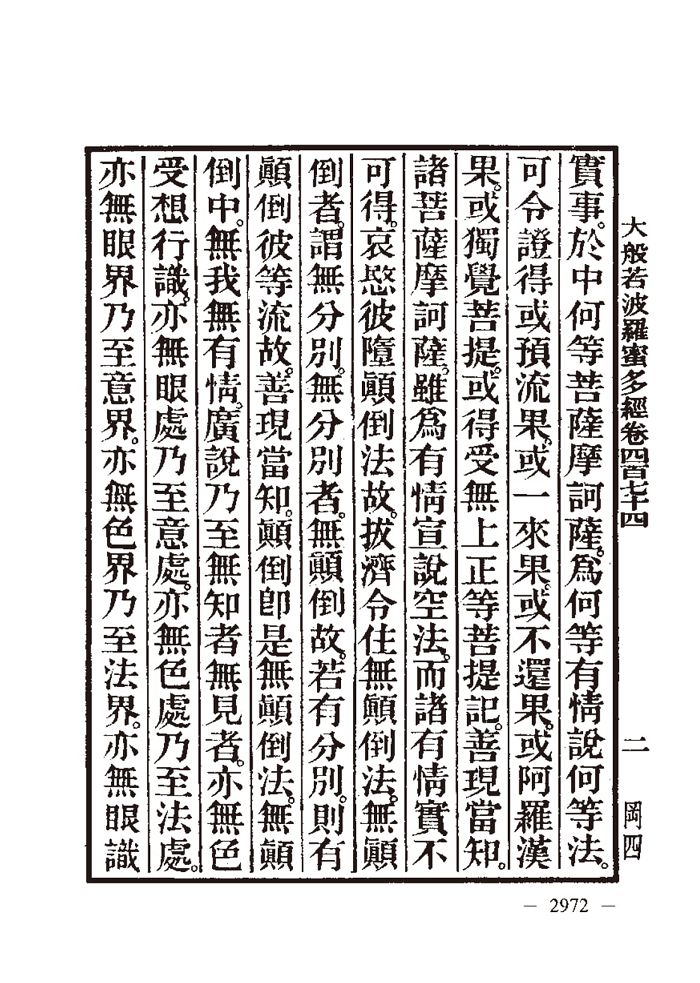 大般若波羅蜜多經卷四百七十四 二 岡四
實事。於中何等菩薩摩訶薩。為何等有情說何等法。
可令證得或預流果。或一來果。或不還果。或阿羅漢
果。或獨覺菩提。或得受無上正等菩提記。善現當知。
諸菩薩摩訶薩。雖為有情宣說空法。而諸有情實不
可得。哀愍彼墮顚倒法故。拔濟令住無顚倒法。無顚
倒者。謂無分別。無分別者。無顚倒故。若有分別。則有
顚倒彼等流故。善現當知。顚倒卽是無顚倒法。無顚
倒中。無我無有情。廣說乃至無知者無見者。亦無色
受想行識。亦無眼處乃至意處。亦無色處乃至法處。
亦無眼界乃至意界。亦無色界乃至法界。亦無眼識
— 2972 —